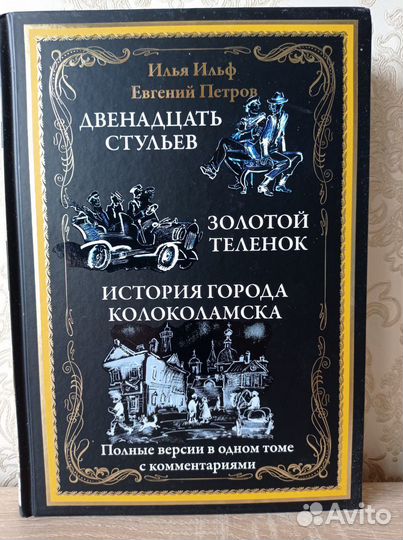 Илья Ильф
Евгений Петров
ДВЕНАДЦАТЬ
СТУЛЬЕВ
ЗОЛОТОЙ
ТЕЛЕНОК
ИСТОРИЯ ГОРОДА
КОЛОКОЛАМСКА
Полные версии в одном томе
с комментариями
Avito